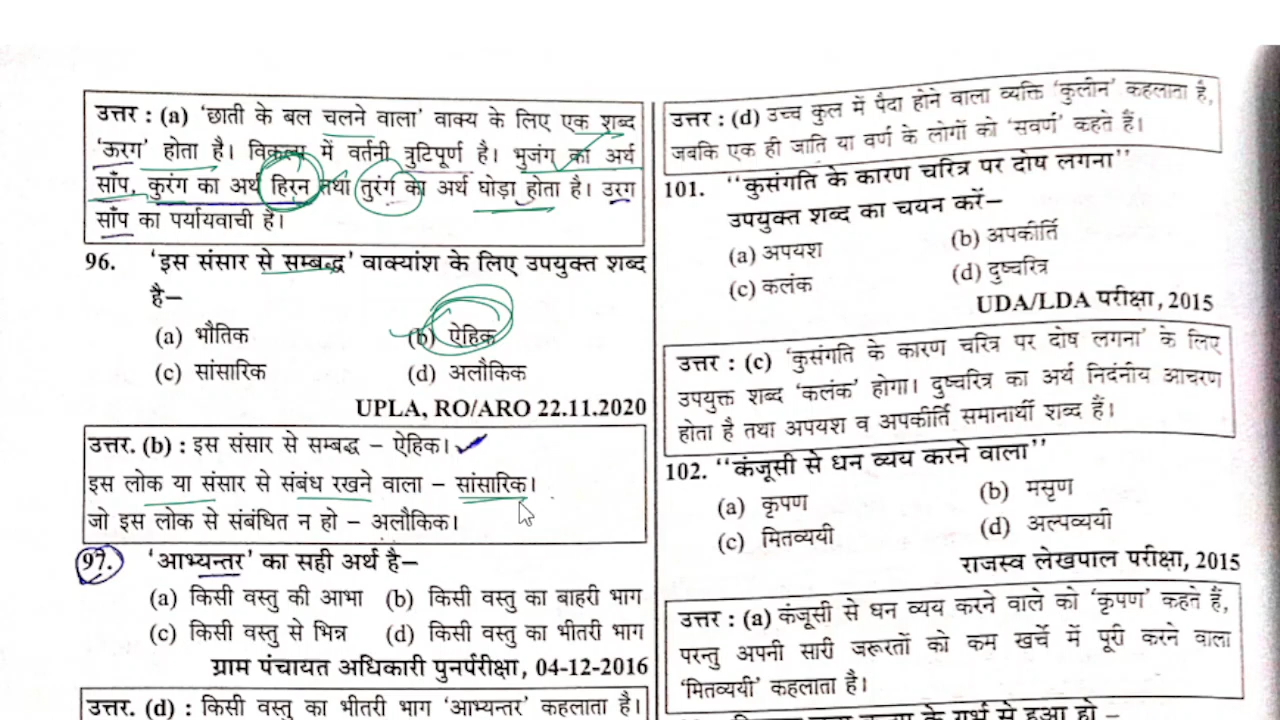 उत्तर : (a) ‘छाती के बल चलने वाला’ वाक्य के लिए एक शब्द
‘ऊरग’ होता है। विकल्प में वर्तनी त्रुटिपूर्ण है। भुजंग का अर्थ
साँप, कुरंग का अर्थ हिरन तथा तुरंग का अर्थ घोड़ा होता है। उरग
साँप का पर्यायवाची है।
96. ‘इस संसार से सम्बद्ध’ वाक्यांश के लिए उपयुक्त शब्द
है–
(a) भौतिक (b) ऐहिक
(c) सांसारिक (d) अलौकिक
UPLA, RO/ARO 22.11.2020
उत्तर. (b) : इस संसार से सम्बद्ध – ऐहिक।
इस लोक या संसार से संबंध रखने वाला – सांसारिक।
जो इस लोक से संबंधित न हो – अलौकिक।
97. ‘आभ्यन्तर’ का सही अर्थ है–
(a) किसी वस्तु की आभा (b) किसी वस्तु का बाहरी भाग
(c) किसी वस्तु से भिन्न (d) किसी वस्तु का भीतरी भाग
ग्राम पंचायत अधिकारी पुनर्परीक्षा, 04-12-2016
उत्तर. (d) : किसी वस्तु का भीतरी भाग ‘आभ्यन्तर’ कहलाता है।
उत्तर : (d) उच्च कुल में पैदा होने वाला व्यक्ति ‘कुलीन’ कहलाता है,
जबकि एक ही जाति या वर्ण के लोगों को ‘सवर्ण’ कहते हैं।
101. ‘‘कुसंगति के कारण चरित्र पर दोष लगना’’
उपयुक्त शब्द का चयन करें–
(a) अपयश (b) अपकीर्ति
(c) कलंक (d) दुष्चरित्र
UDA/LDA परीक्षा, 2015
उत्तर : (c) ‘कुसंगति के कारण चरित्र पर दोष लगना’ के लिए
उपयुक्त शब्द ‘कलंक’ होगा। दुष्चरित्र का अर्थ निदंनीय आचरण
होता है तथा अपयश व अपकीर्ति समानार्थी शब्द हैं।
102. ‘‘कंजूसी से धन व्यय करने वाला’’
(a) कृपण (b) मसृण
(c) मितव्ययी (d) अल्पव्ययी
राजस्व लेखपाल परीक्षा, 2015
उत्तर : (a) कंजूसी से धन व्यय करने वाले को ‘कृपण’ कहते हैं,
परन्तु अपनी सारी जरूरतों को कम खर्चे में पूरी करने वाला
‘मितव्ययी’ कहलाता है।
के गर्भ से हुआ हो –